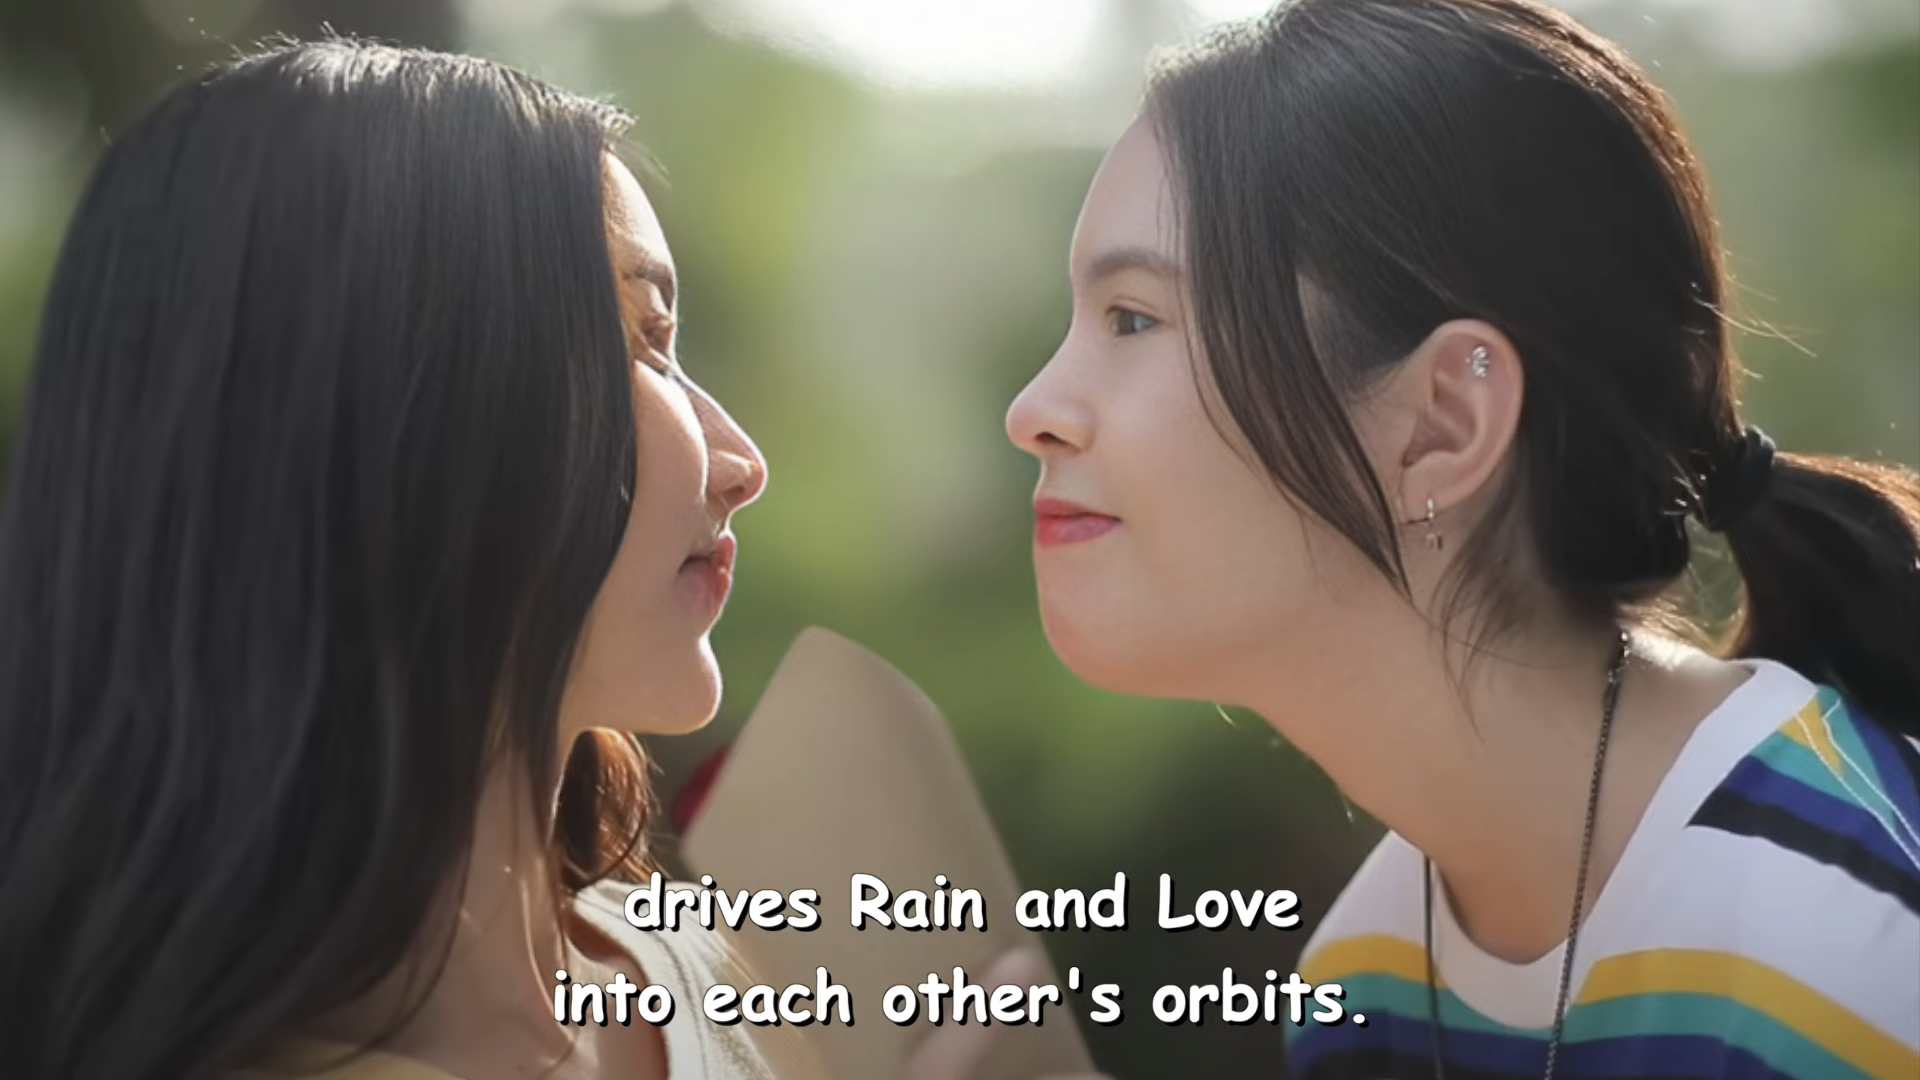 drives Rain and Love
into each other's orbits.